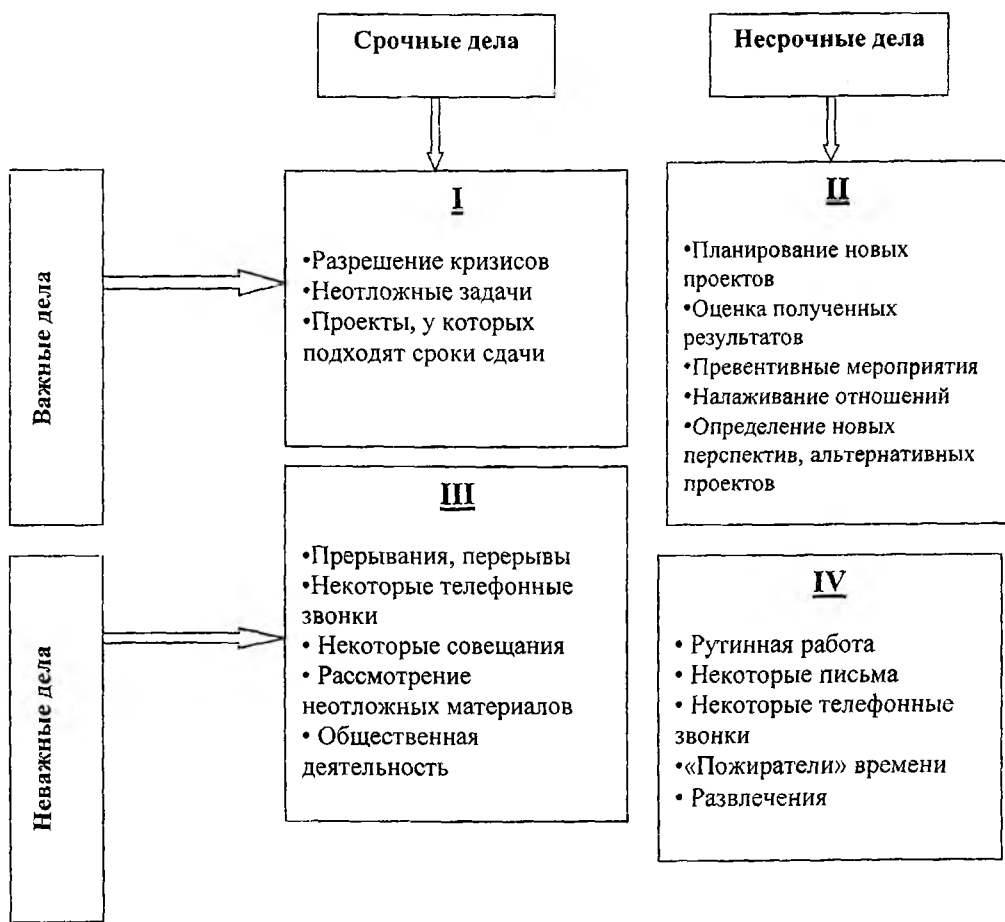 Срочные дела
Несрочные дела
Важные дела
I
•Разрешение кризисов
•Неотложные задачи
•Проекты, у которых
подходят сроки сдачи
II
•Планирование новых
проектов
•Оценка полученных
результатов
•Превентивные мероприятия
•Налаживание отношений
•Определение новых
перспектив, альтернативных
проектов
Неважные дела
III
•Прерывания, перерывы
•Некоторые телефонные
звонки
• Некоторые совещания
• Рассмотрение
неотложных материалов
• Общественная
деятельность
IV
• Рутинная работа
• Некоторые письма
• Некоторые телефонные
звонки
•«Пожиратели» времени
• Развлечения